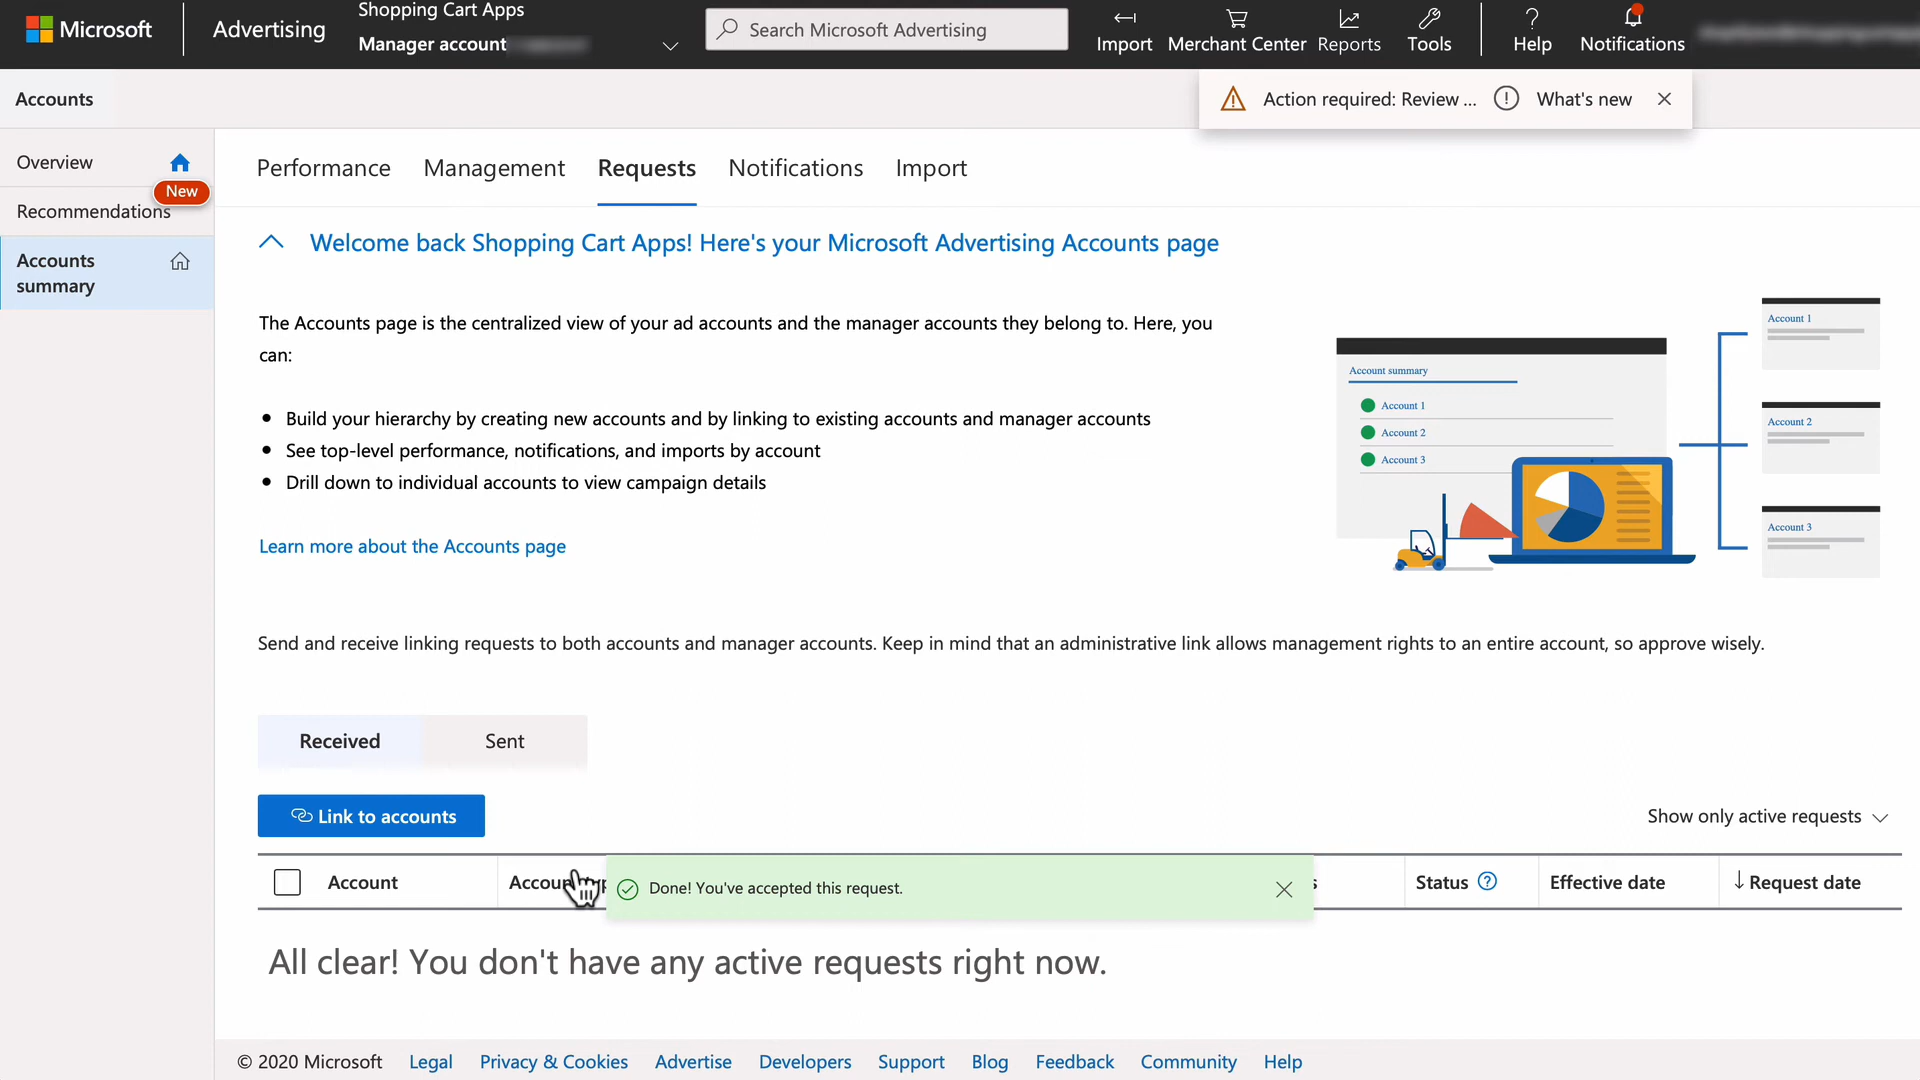 Microsoft
Advertising
Shopping Cart Apps
Manager account
Search Microsoft Advertising
Import
Merchant Center
Reports
Tools
Help
Notifications
Accounts
Action required: Review ...
What's new
Overview
New
Recommendations
Accounts
summary
Performance
Management
Requests
Notifications
Import
Welcome back Shopping Cart Apps! Here's your Microsoft Advertising Accounts page
The Accounts page is the centralized view of your ad accounts and the manager accounts they belong to. Here, you
can:
Build your hierarchy by creating new accounts and by linking to existing accounts and manager accounts
See top-level performance, notifications, and imports by account
Drill down to individual accounts to view campaign details
Learn more about the Accounts page
Account summary
Account 1
Account 2
Account 3
Account 1
Account 2
Account 3
Send and receive linking requests to both accounts and manager accounts. Keep in mind that an administrative link allows management rights to an entire account, so approve wisely.
Received
Sent
Link to accounts
Show only active requests
Account
Done! You've accepted this request.
Status
Effective date
Request date
All clear! You don't have any active requests right now.
© 2020 Microsoft
Legal
Privacy & Cookies
Advertise
Developers
Support
Blog
Feedback
Community
Help